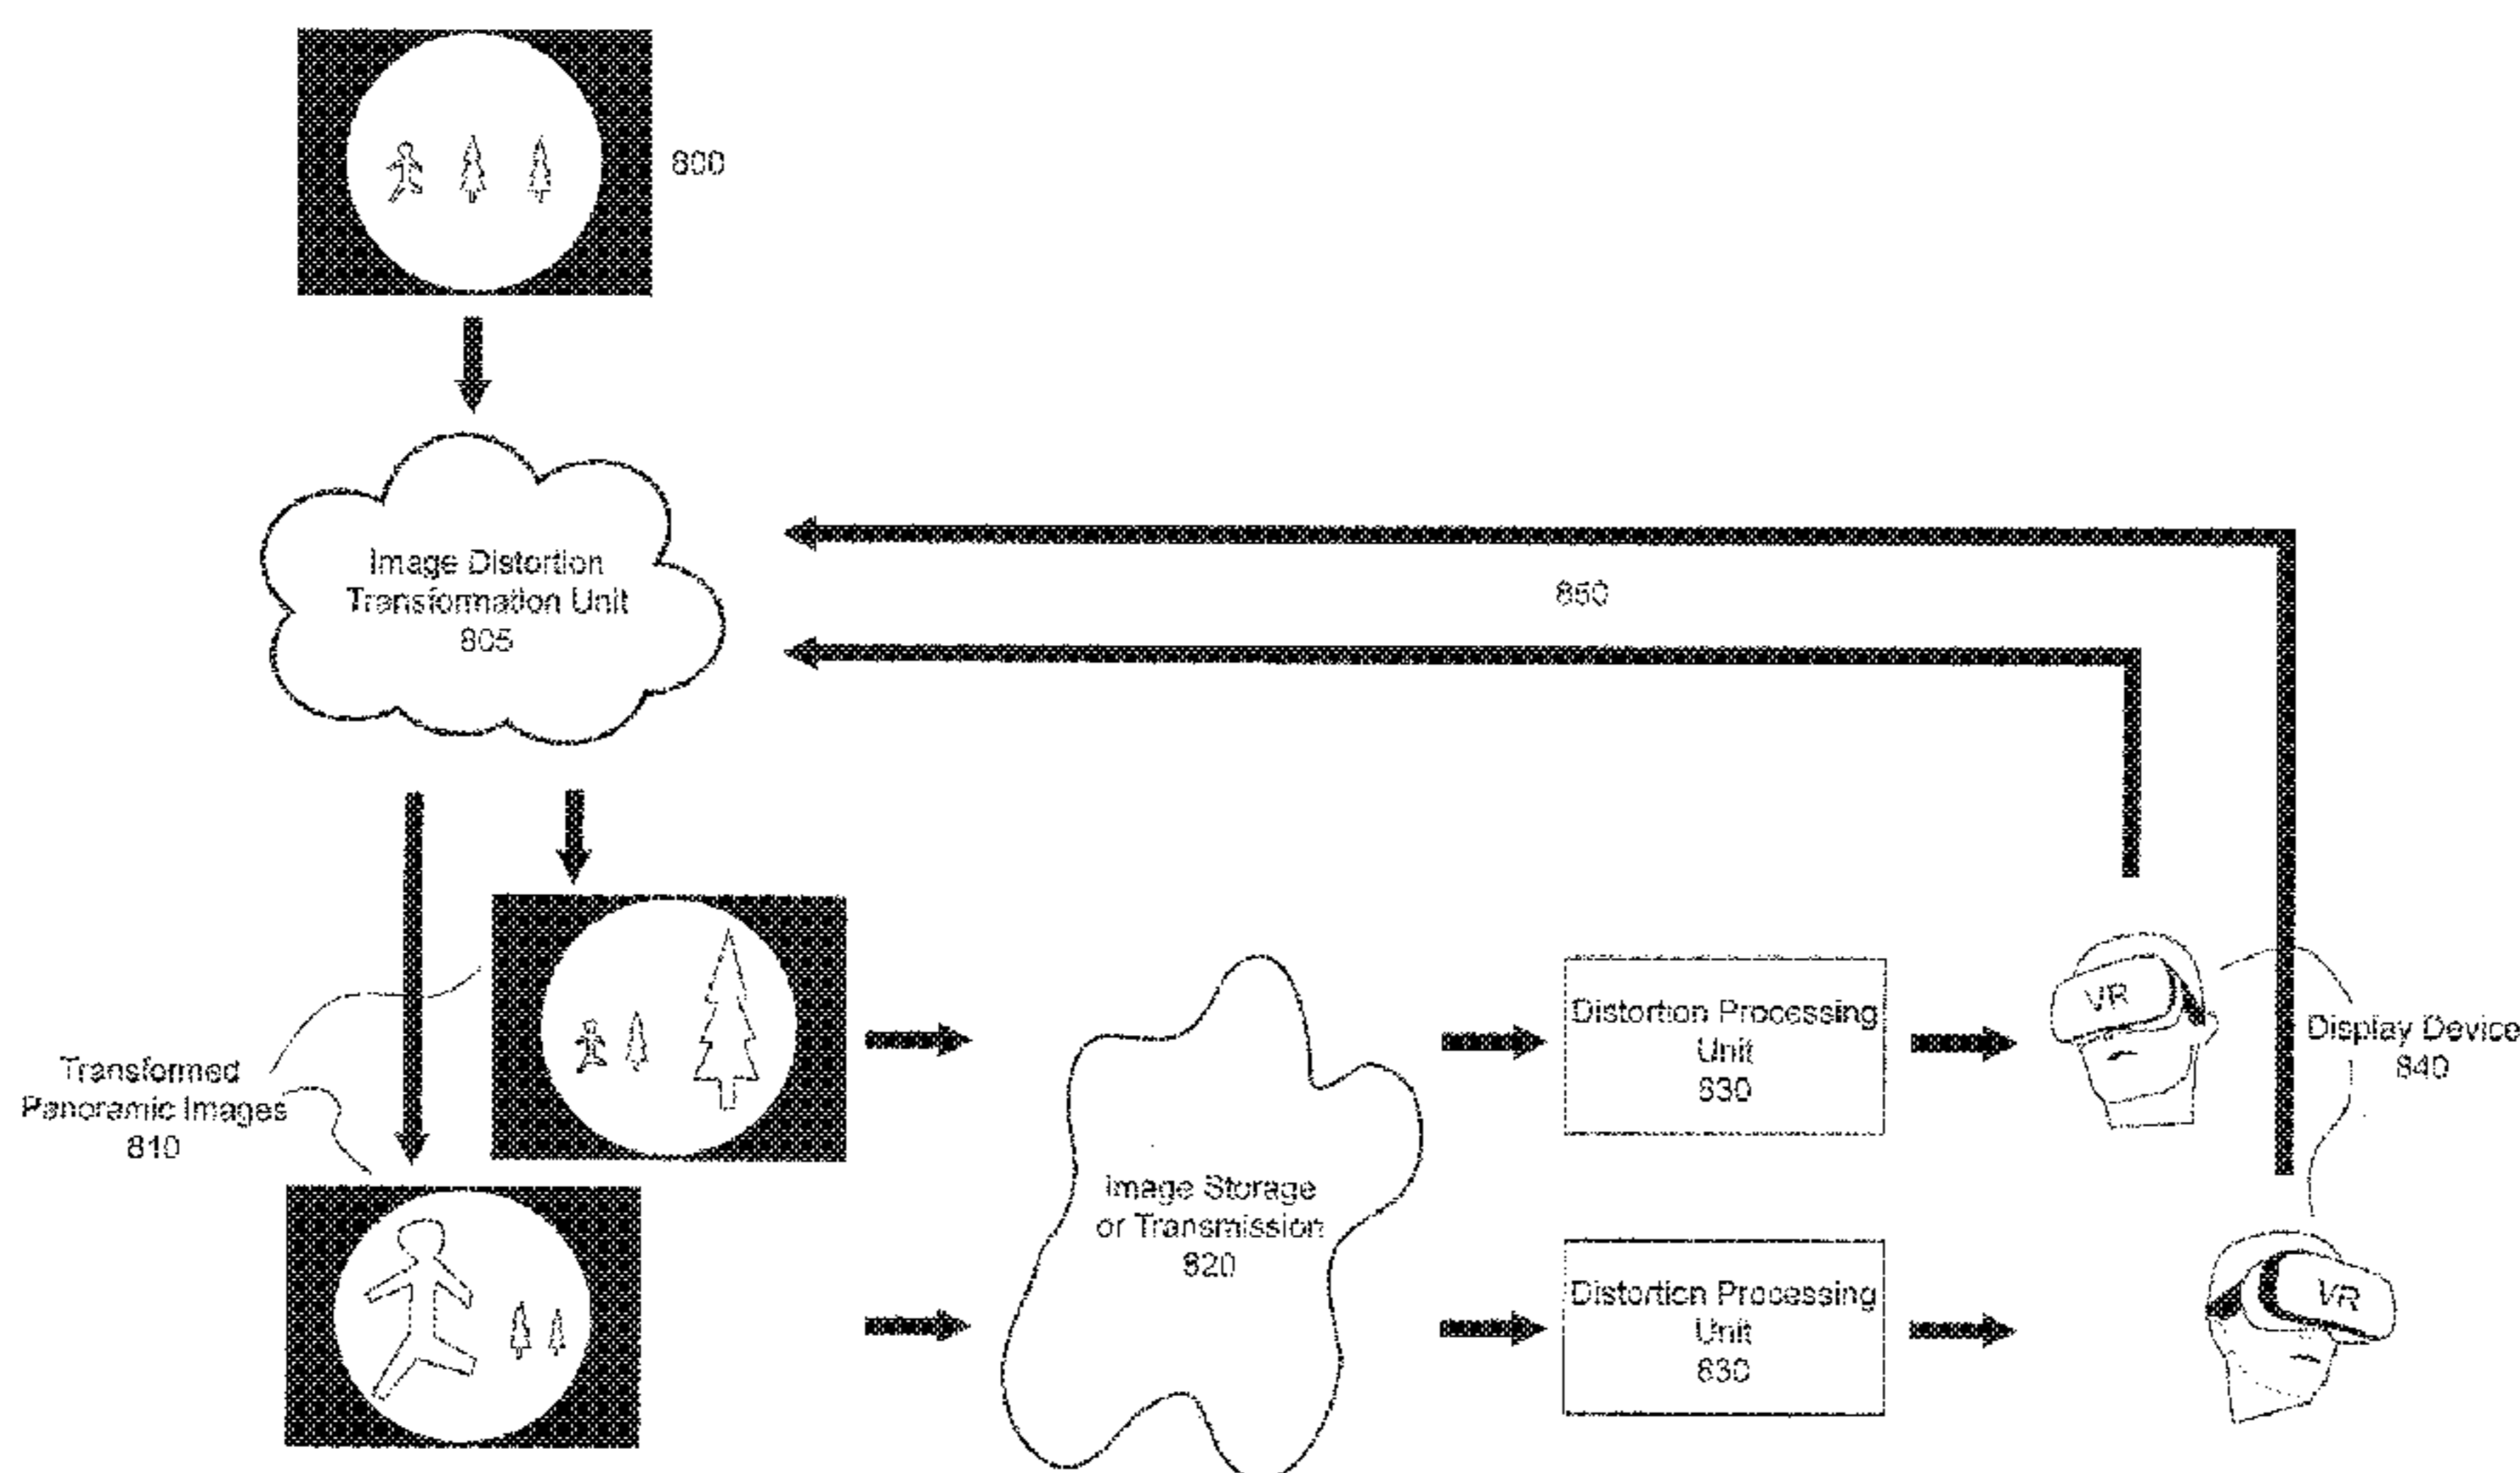 800
Image Distortion
Transformation Unit
805
850
Transformed
Panoramic Images
810
Image Storage
or Transmission
820
Distortion Processing
Unit
830
Distortion Processing
Unit
830
VR
Display Device
840
VR